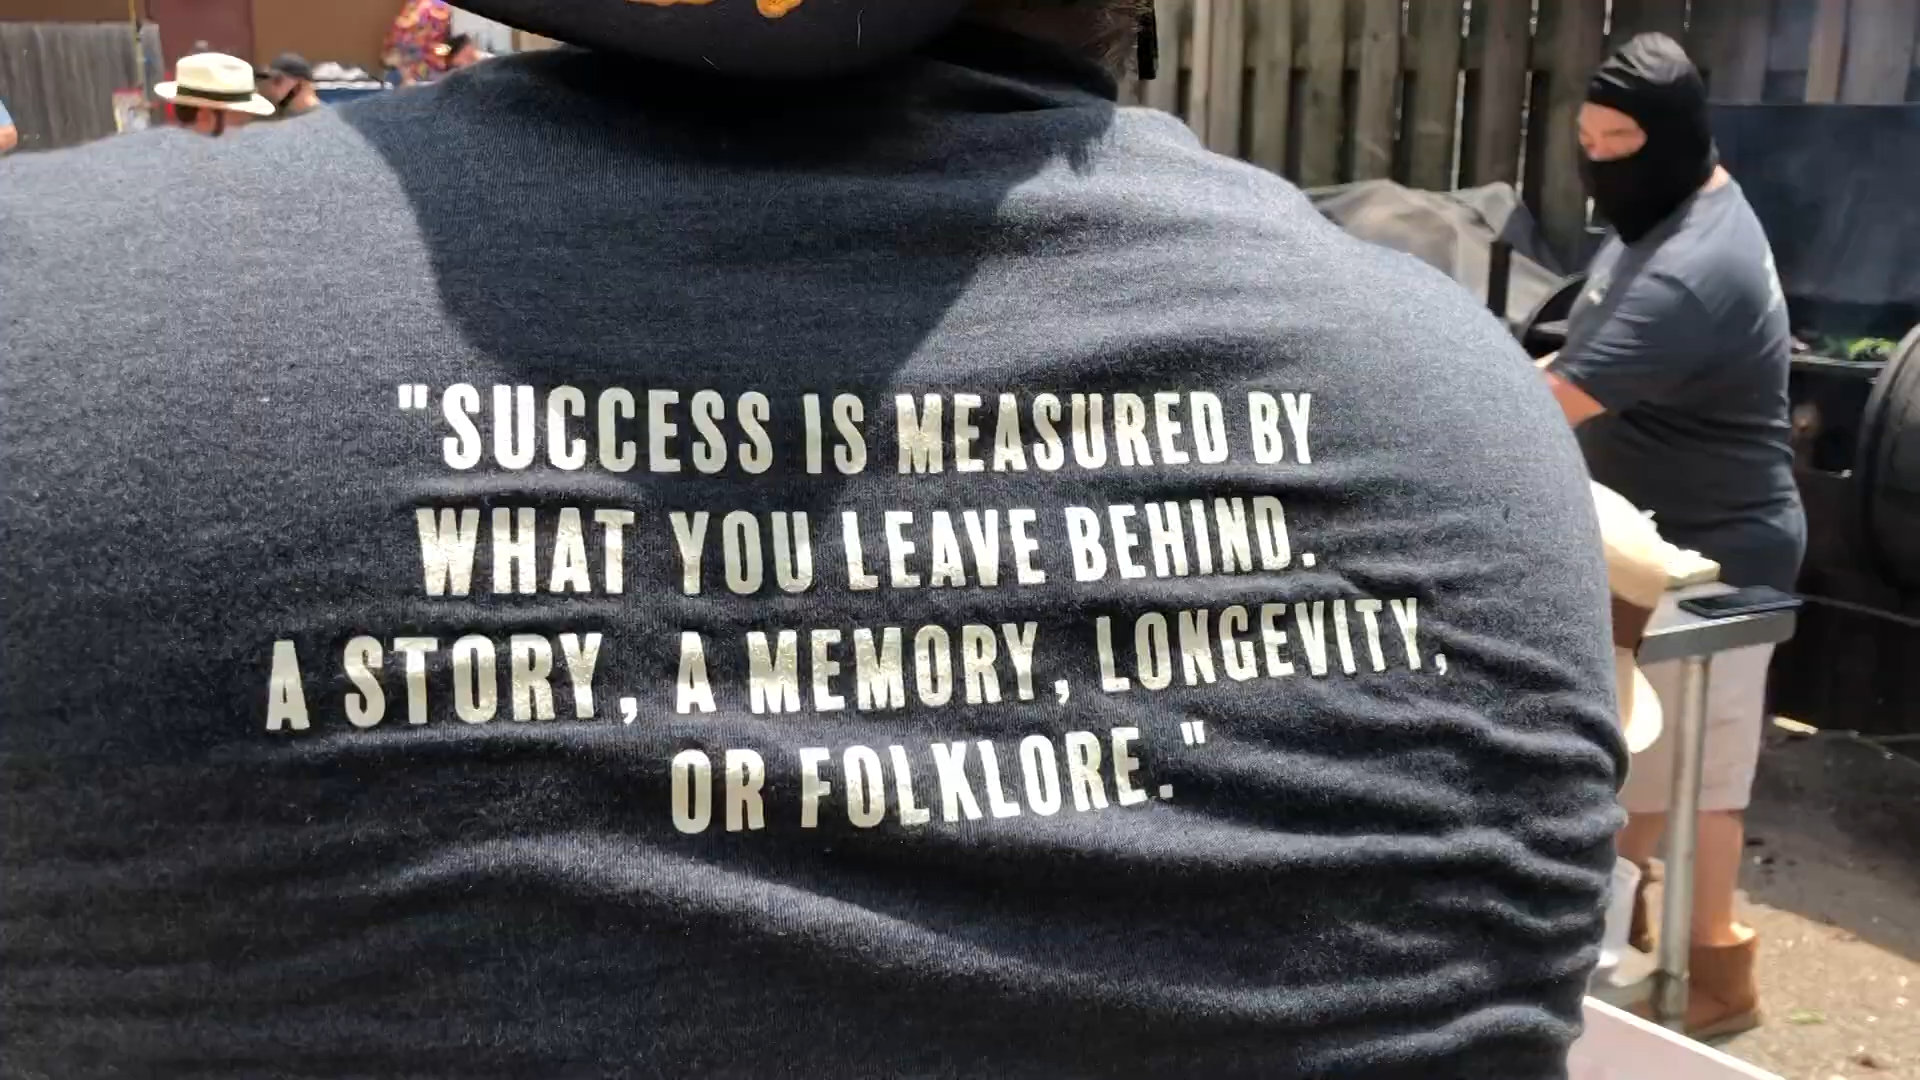 "SUCCESS IS MEASURED BY
WHAT YOU LEAVE BEHIND.
A STORY, A MEMORY, LONGEVITY,
OR FOLKLORE."